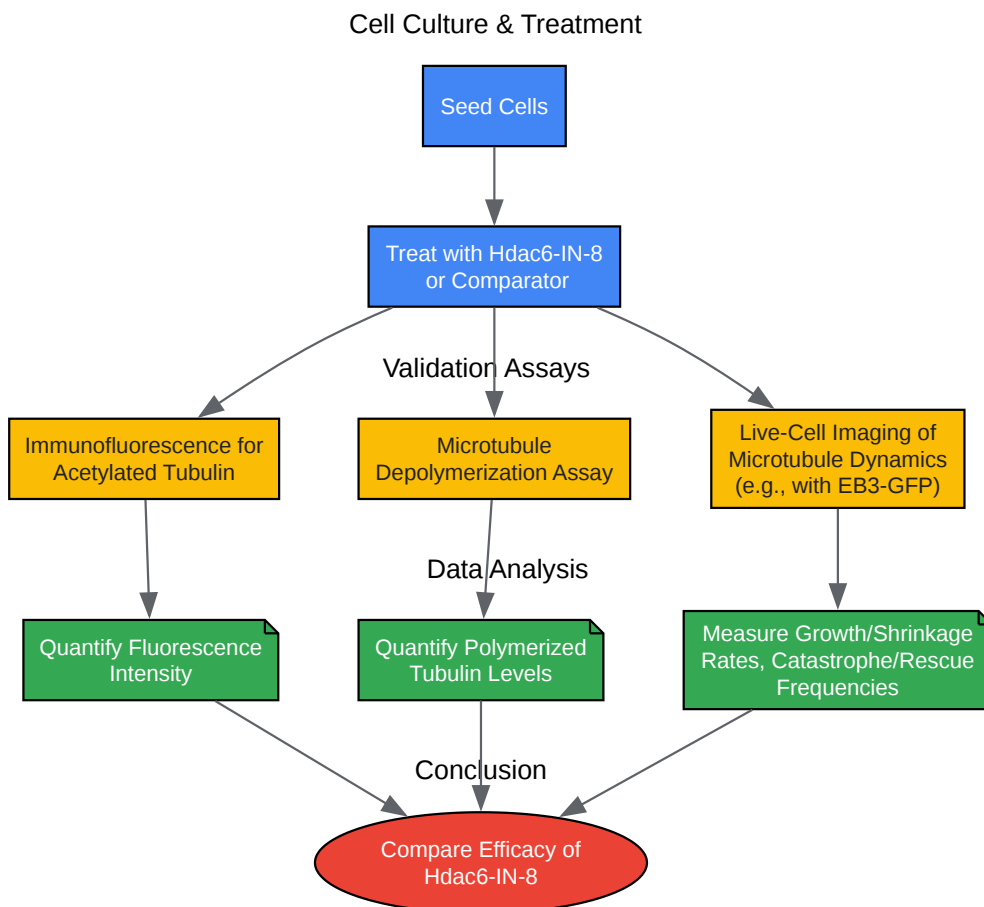 Cell Culture & Treatment
Seed Cells
Treat with Hdac6-IN-8
or Comparator
Validation Assays
Immunofluorescence for
Acetylated Tubulin
Microtubule
Depolymerization Assay
Live-Cell Imaging of
Microtubule Dynamics
(e.g., with EB3-GFP)
Data Analysis
Quantify Fluorescence
Intensity
Quantify Polymerized
Tubulin Levels
Measure Growth/Shrinkage
Rates, Catastrophe/Rescue
Frequencies
Conclusion
Compare Efficacy of
Hdac6-IN-8